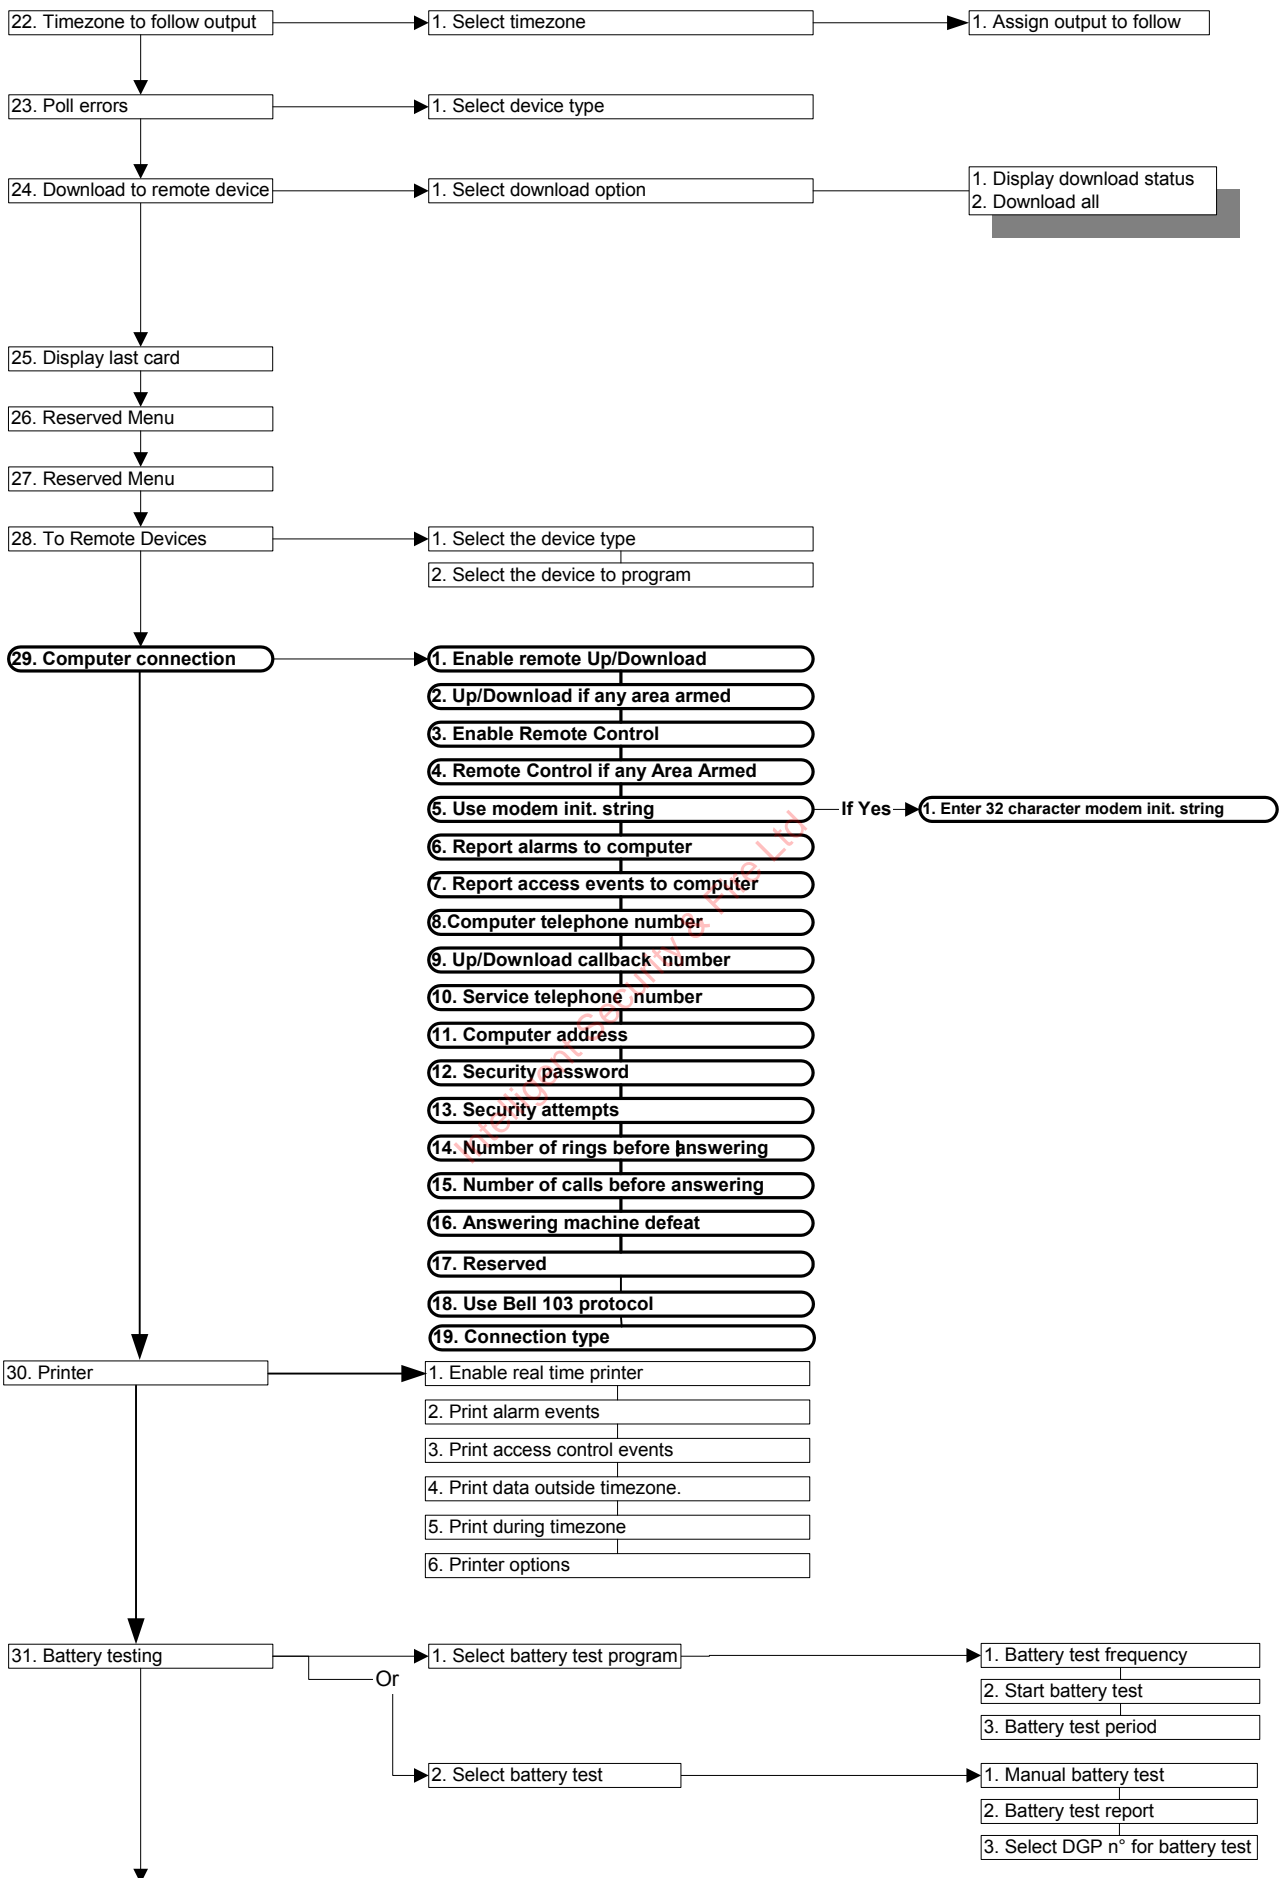 22. Timezone to follow output
1. Select timezone
1. Assign output to follow
23. Poll errors
1. Select device type
24. Download to remote device
1. Select download option
1. Display download status
2. Download all
25. Display last card
26. Reserved Menu
27. Reserved Menu
28. To Remote Devices
1. Select the device type
2. Select the device to program
29. Computer connection
1. Enable remote Up/Download
2. Up/Download if any area armed
3. Enable Remote Control
4. Remote Control if any Area Armed
5. Use modem init. string
If Yes
1. Enter 32 character modem init. string
6. Report alarms to computer
7. Report access events to computer
8.Computer telephone number
9. Up/Download callback number
10. Service telephone number
11. Computer address
12. Security password
13. Security attempts
14. Number of rings before answering
15. Number of calls before answering
16. Answering machine defeat
17. Reserved
18. Use Bell 103 protocol
19. Connection type
Intelligent Security & Fire Ltd
30. Printer
1. Enable real time printer
2. Print alarm events
3. Print access control events
4. Print data outside timezone.
5. Print during timezone
6. Printer options
31. Battery testing
Or
1. Select battery test program
1. Battery test frequency
2. Start battery test
3. Battery test period
2. Select battery test
1. Manual battery test
2. Battery test report
3. Select DGP n° for battery test